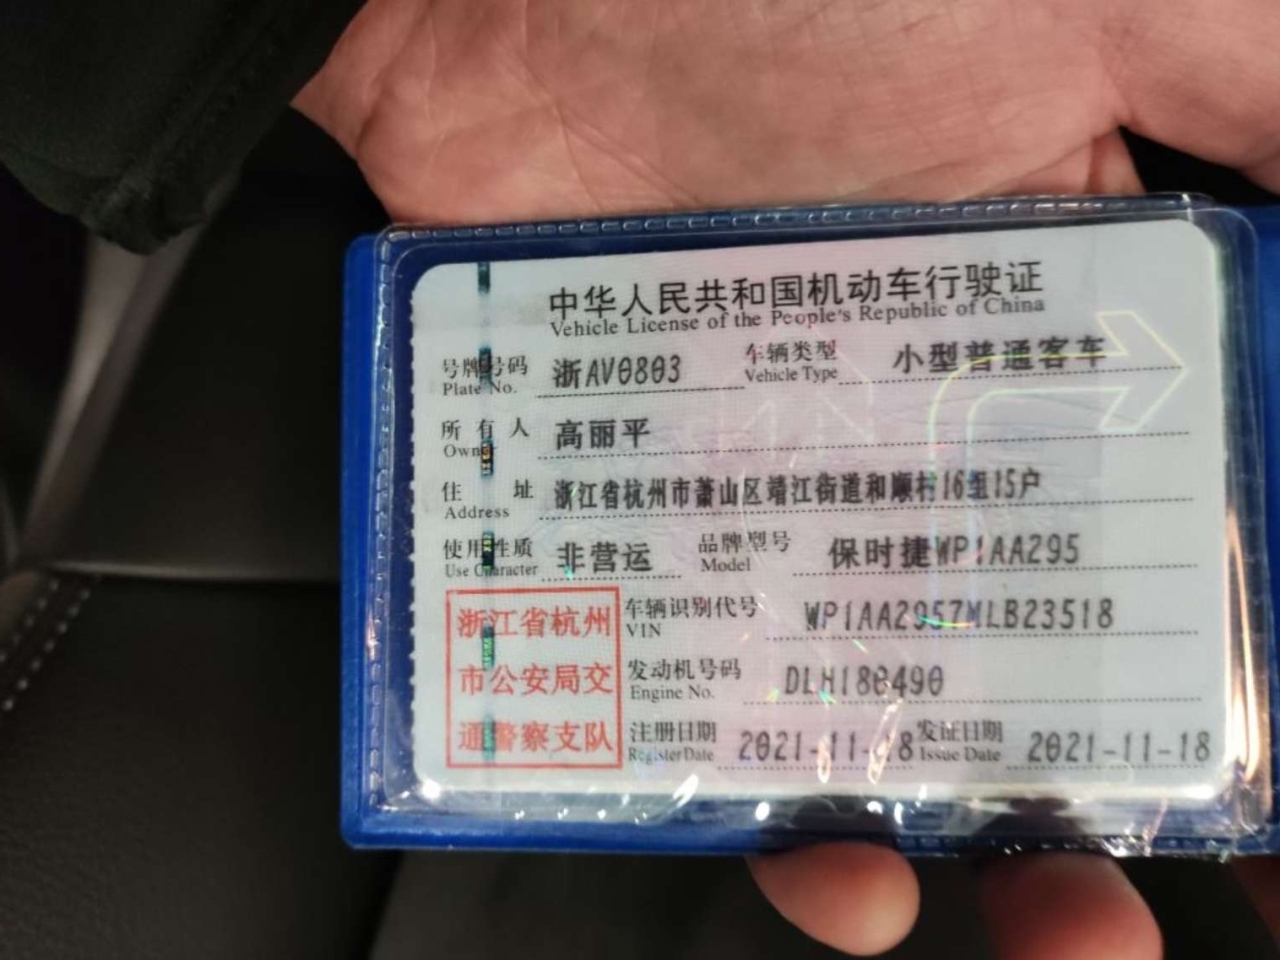 中华人民共和国机动车行驶证
Vehicle License of the People's Republic of China
号牌号码 浙AV0803 车辆类型 小型普通客车
Plate No. Vehicle Type
所有人 高丽平
Owner
住址 浙江省杭州市萧山区靖江街道和顺村16组15户
Address
使用性质 非营运 品牌型号 保时捷WP1AA295
Use Character Model
浙江省杭州 车辆识别代号 WP1AA2957MLB23518
VIN
市公安局交 发动机号码 DLH180490
Engine No.
通警察支队 注册日期 2021-11-18 发证日期 2021-11-18
Register Date Issue Date